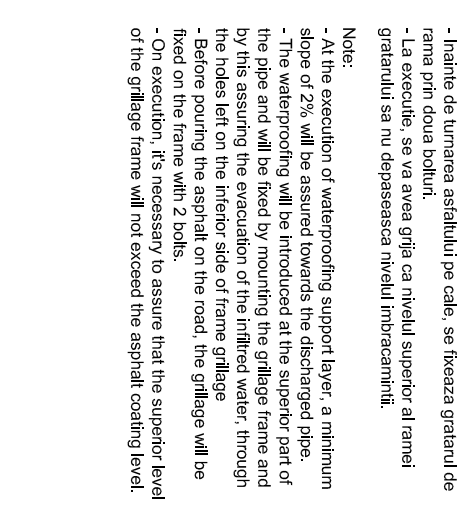 - Inainte de turnarea asfaltului pe cale, se fixeaza gratarul de
rama prin doua bolturi.
- La executie, se va avea grija ca nivelul superior al ramei
gratarului sa nu depaseasca nivelul imbracamintii.
Note:
- At the execution of waterproofing support layer, a minimum
slope of 2% will be assured towards the discharged pipe.
- The waterproofing will be introduced at the superior part of
the pipe and will be fixed by mounting the grillage frame and
by this assuring the evacuation of the infiltred water, through
the holes left on the inferior side of frame grillage
- Before pouring the asphalt on the road, the grillage will be
fixed on the frame with 2 bolts.
- On execution, it's necessary to assure that the superior level
of the grillage frame will not exceed the asphalt coating level.